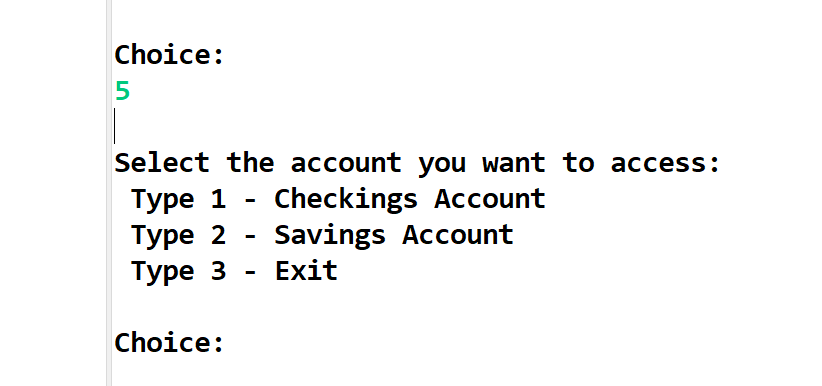 Choice:
5
Select the account you want to access:
Type 1 - Checkings Account
Type 2 - Savings Account
Type 3 - Exit
Choice: